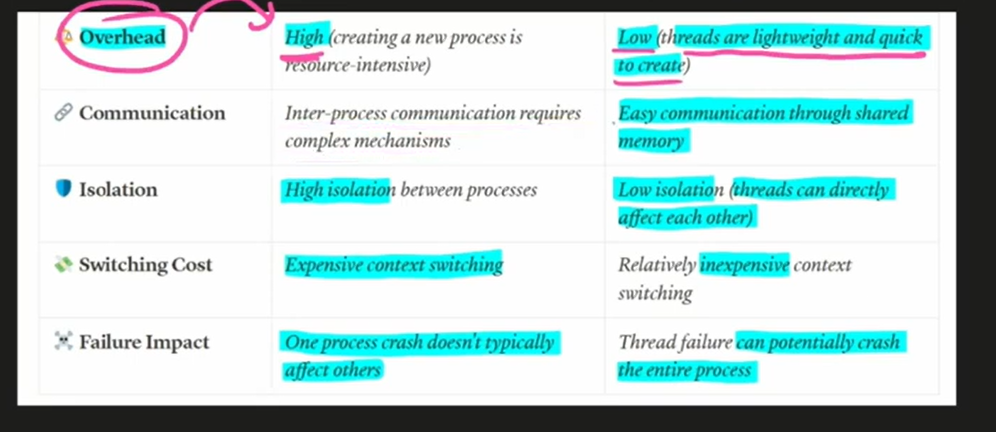 Overhead
High (creating a new process is
resource-intensive)
Low (threads are lightweight and quick
to create)
Communication
Inter-process communication requires
complex mechanisms
Easy communication through shared
memory
Isolation
High isolation between processes
Low isolation (threads can directly
affect each other)
Switching Cost
Expensive context switching
Relatively inexpensive context
switching
Failure Impact
One process crash doesn't typically
affect others
Thread failure can potentially crash
the entire process